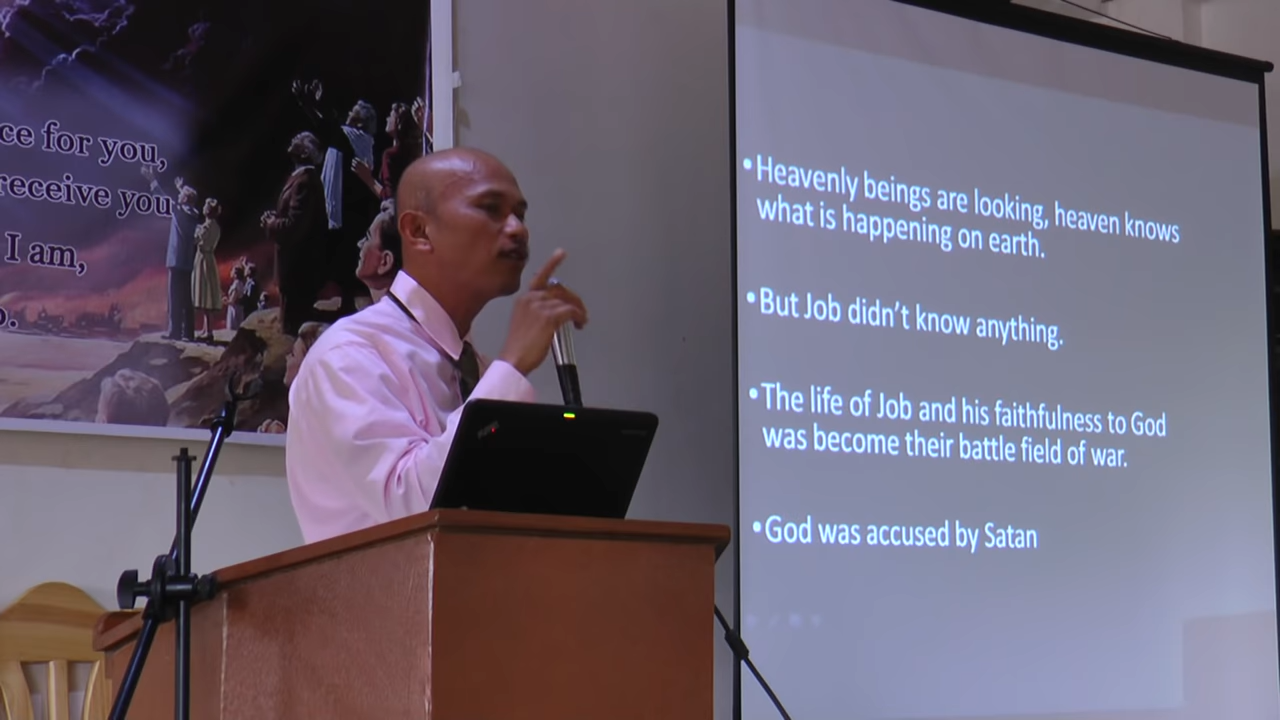 ce for you,
receive you
I am,
• Heavenly beings are looking, heaven knows
what is happening on earth.
• But Job didn't know anything.
• The life of Job and his faithfulness to God
was become their battle field of war.
• God was accused by Satan